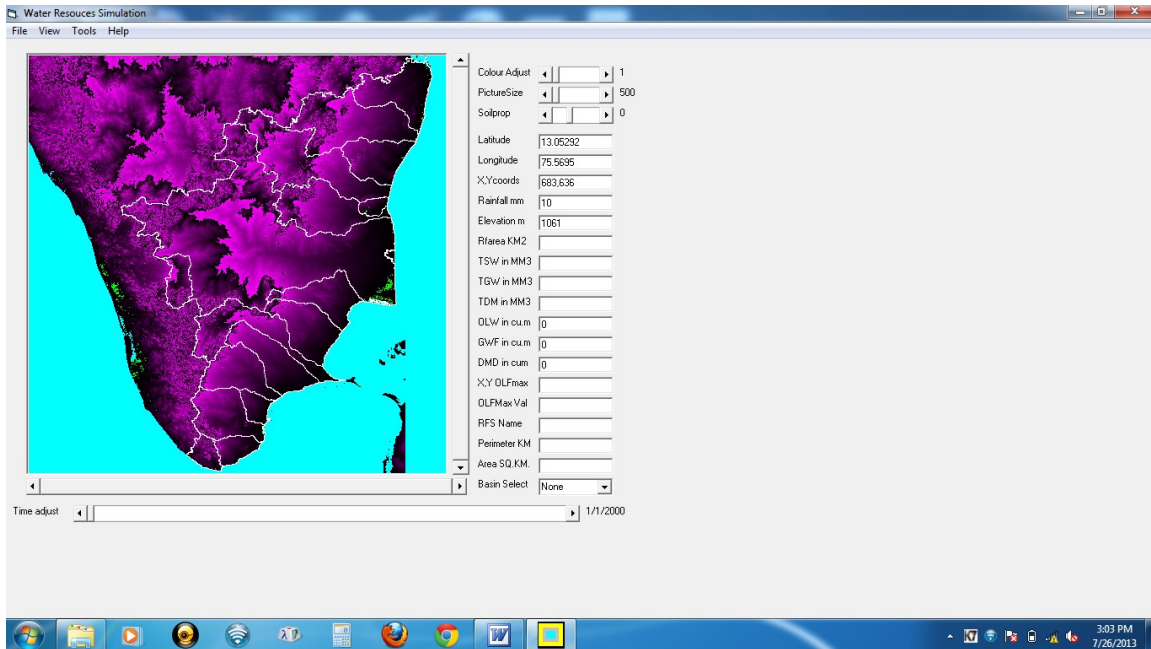 Water Resouces Simulation
File View Tools Help
Colour Adjust 1
PictureSize 500
Soilprop 0
Latitude 13.05292
Longitude 75.5695
X,Ycoords 683,636
Rainfall mm 10
Elevation m 1061
Rfarea KM2
TSW in MM3
TGW in MM3
TDM in MM3
OLW in cu.m 0
GWF in cu.m 0
DMD in cum 0
X,Y OLFmax
OLFMax Val
RFS Name
Perimeter KM
Area SQ.KM.
Basin Select None
Time adjust 1/1/2000
3:03 PM
7/26/2013